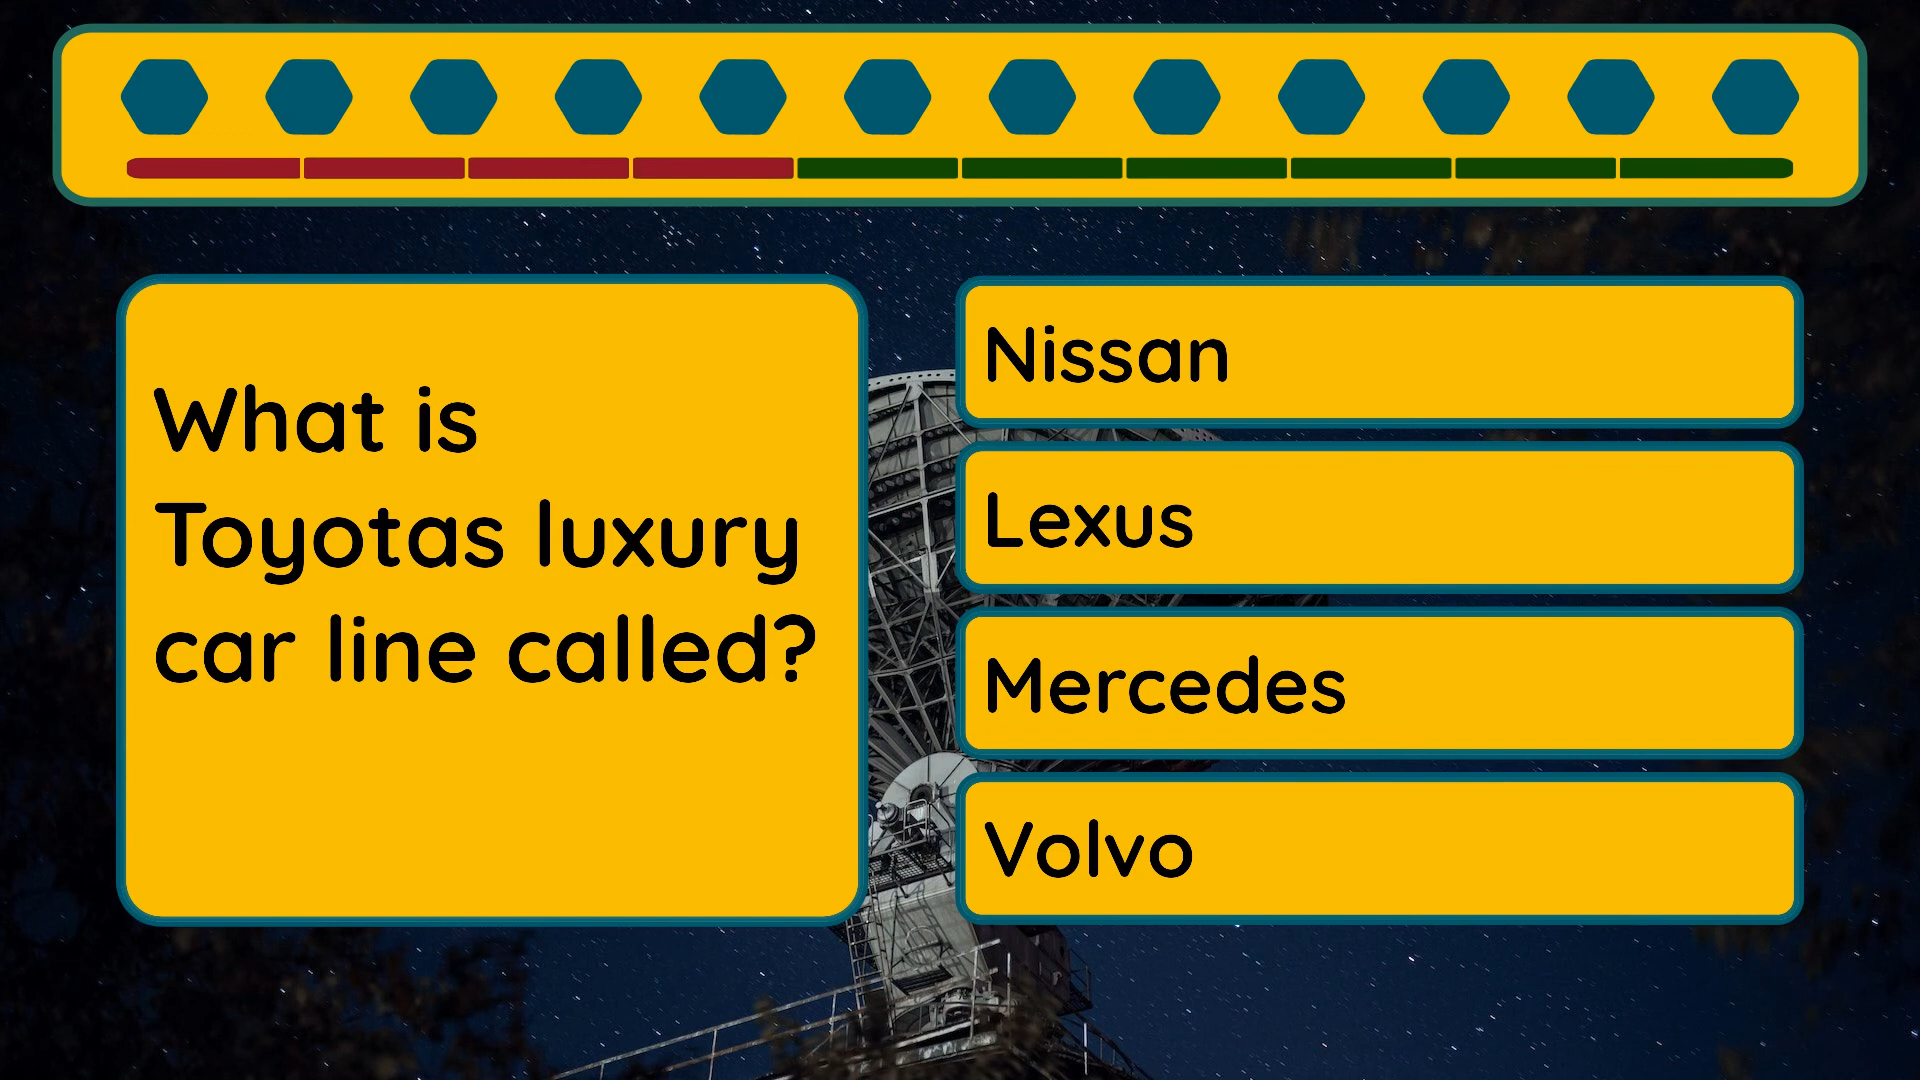 What is
Toyotas luxury
car line called?
Nissan
Lexus
Mercedes
Volvo